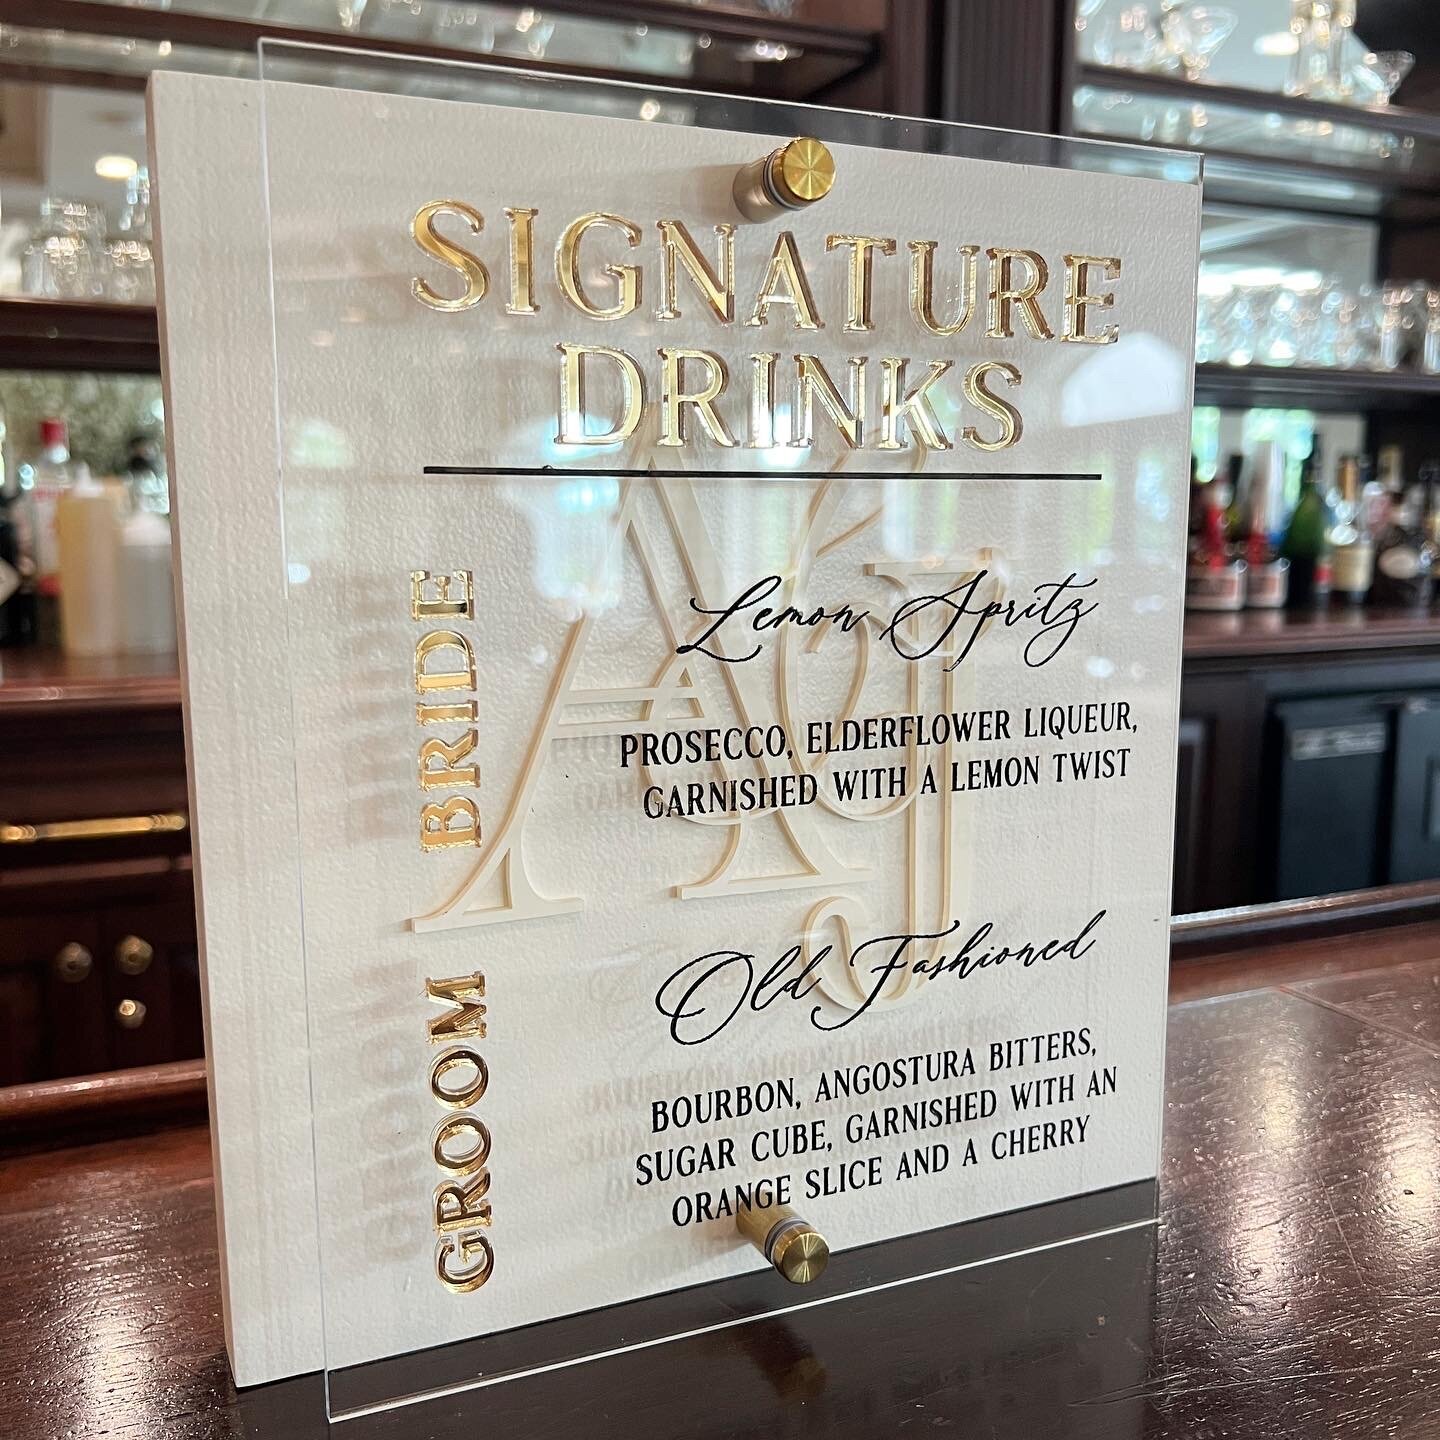 SIGNATURE
DRINKS
BRIDE
Lemon Spritz
PROSECCO, ELDERFLOWER LIQUEUR,
GARNISHED WITH A LEMON TWIST
GROOM
Old Fashioned
BOURBON, ANGOSTURA BITTERS,
SUGAR CUBE, GARNISHED WITH AN
ORANGE SLICE AND A CHERRY
A&J